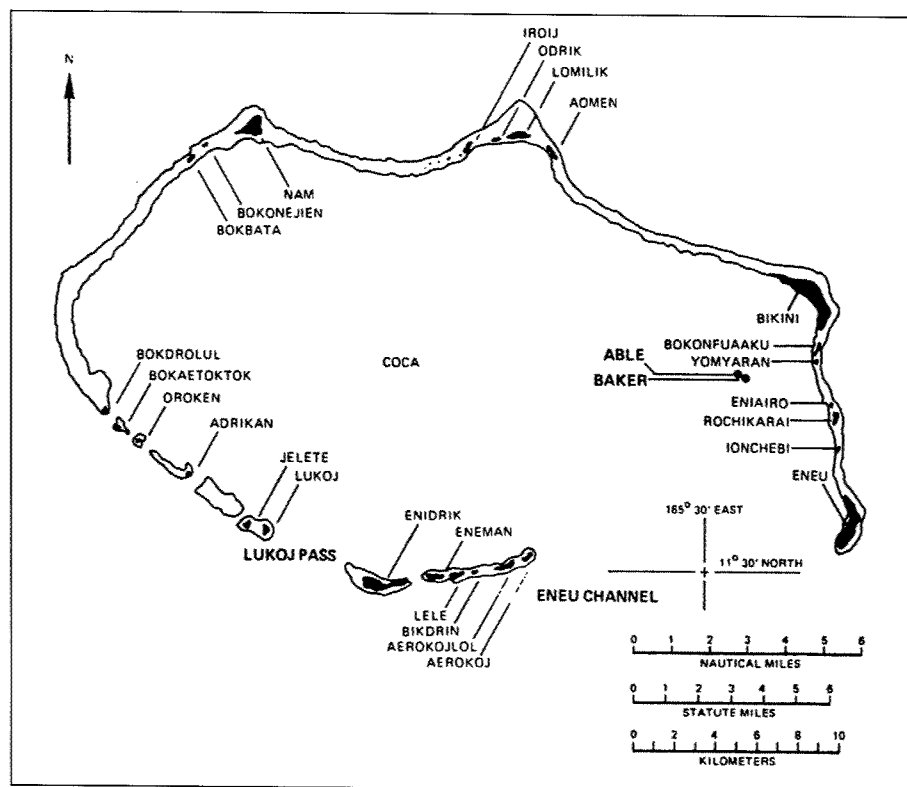 N
IROIJ
ODRIK
LOMILIK
AOMEN
NAM
BOKONEJIEN
BOKBATA
BIKINI
BOKONFUAAKU
YOMYARAN
COCA
ABLE
BAKER
BOKDROLUL
BOKAETOKTOK
OROKEN
ADRIKAN
ENIAIRO
ROCHIKARAI
IONCHEBI
JELETE
LUKOJ
ENEU
ENIDRIK
ENEMAN
165° 30' EAST
LUKOJ PASS
11° 30' NORTH
ENEU CHANNEL
LELE
BIKDRIN
AEROKOJLOL
AEROKOJ
0 1 2 3 4 5 6
NAUTICAL MILES
0 1 2 3 4 5 6
STATUTE MILES
0 2 4 6 8 10
KILOMETERS